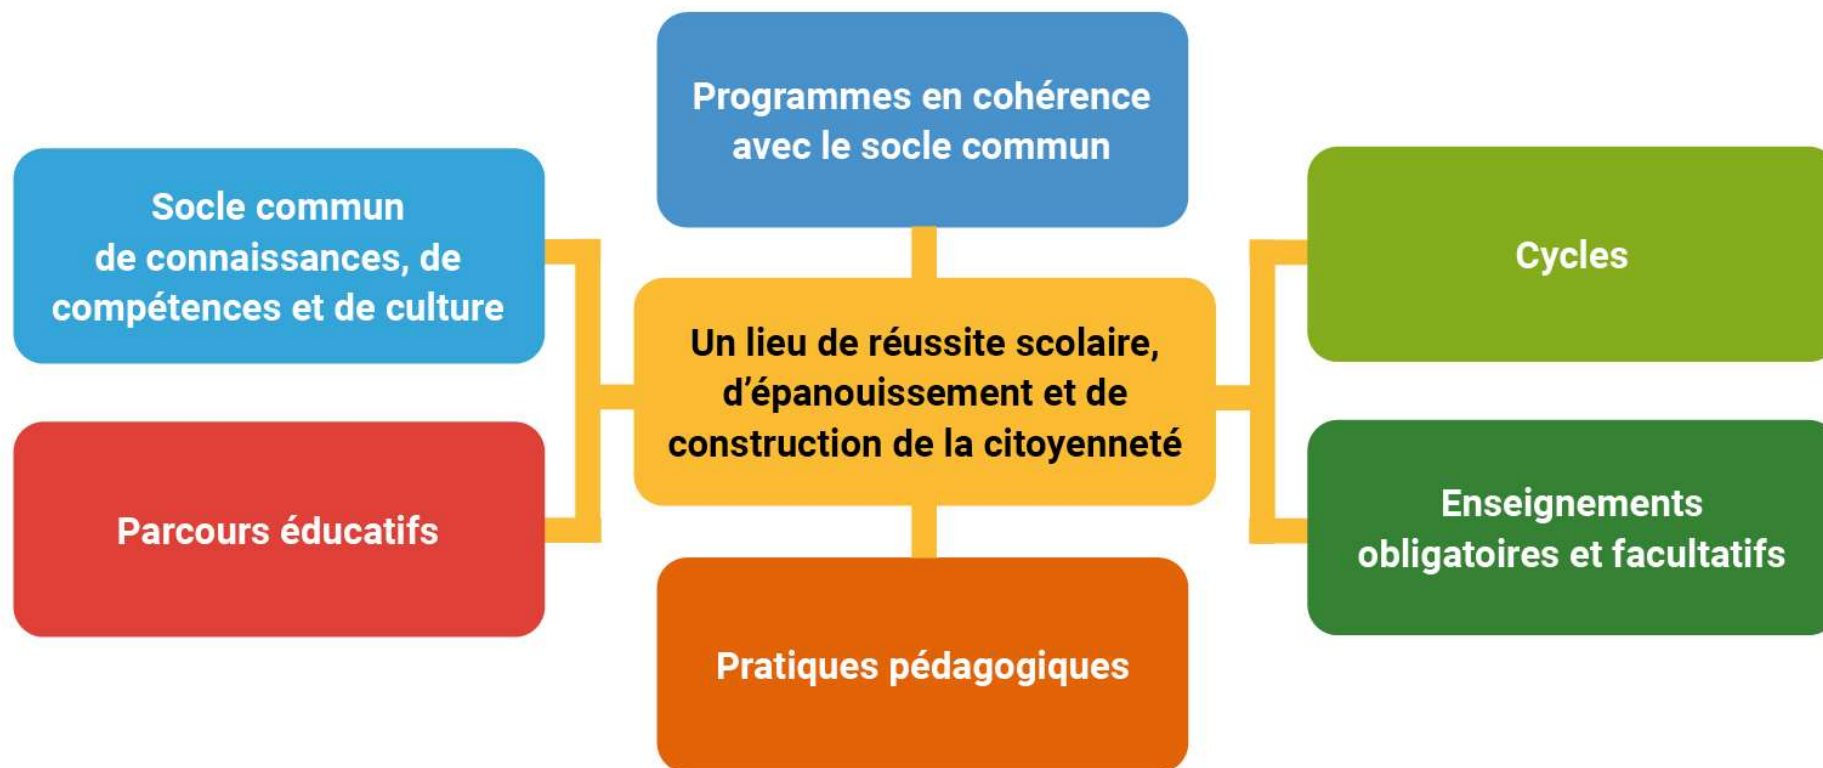 Programmes en cohérence
avec le socle commun
Socle commun
de connaissances, de
compétences et de culture
Cycles
Un lieu de réussite scolaire,
d’épanouissement et de
construction de la citoyenneté
Parcours éducatifs
Enseignements
obligatoires et facultatifs
Pratiques pédagogiques